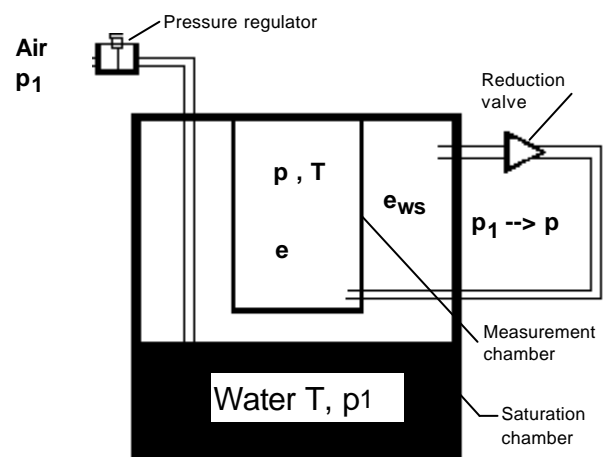 Pressure regulator
Air
p1
Reduction
valve
p , T
ews
p1 --> p
e
Measurement
chamber
Water T, p1
Saturation
chamber